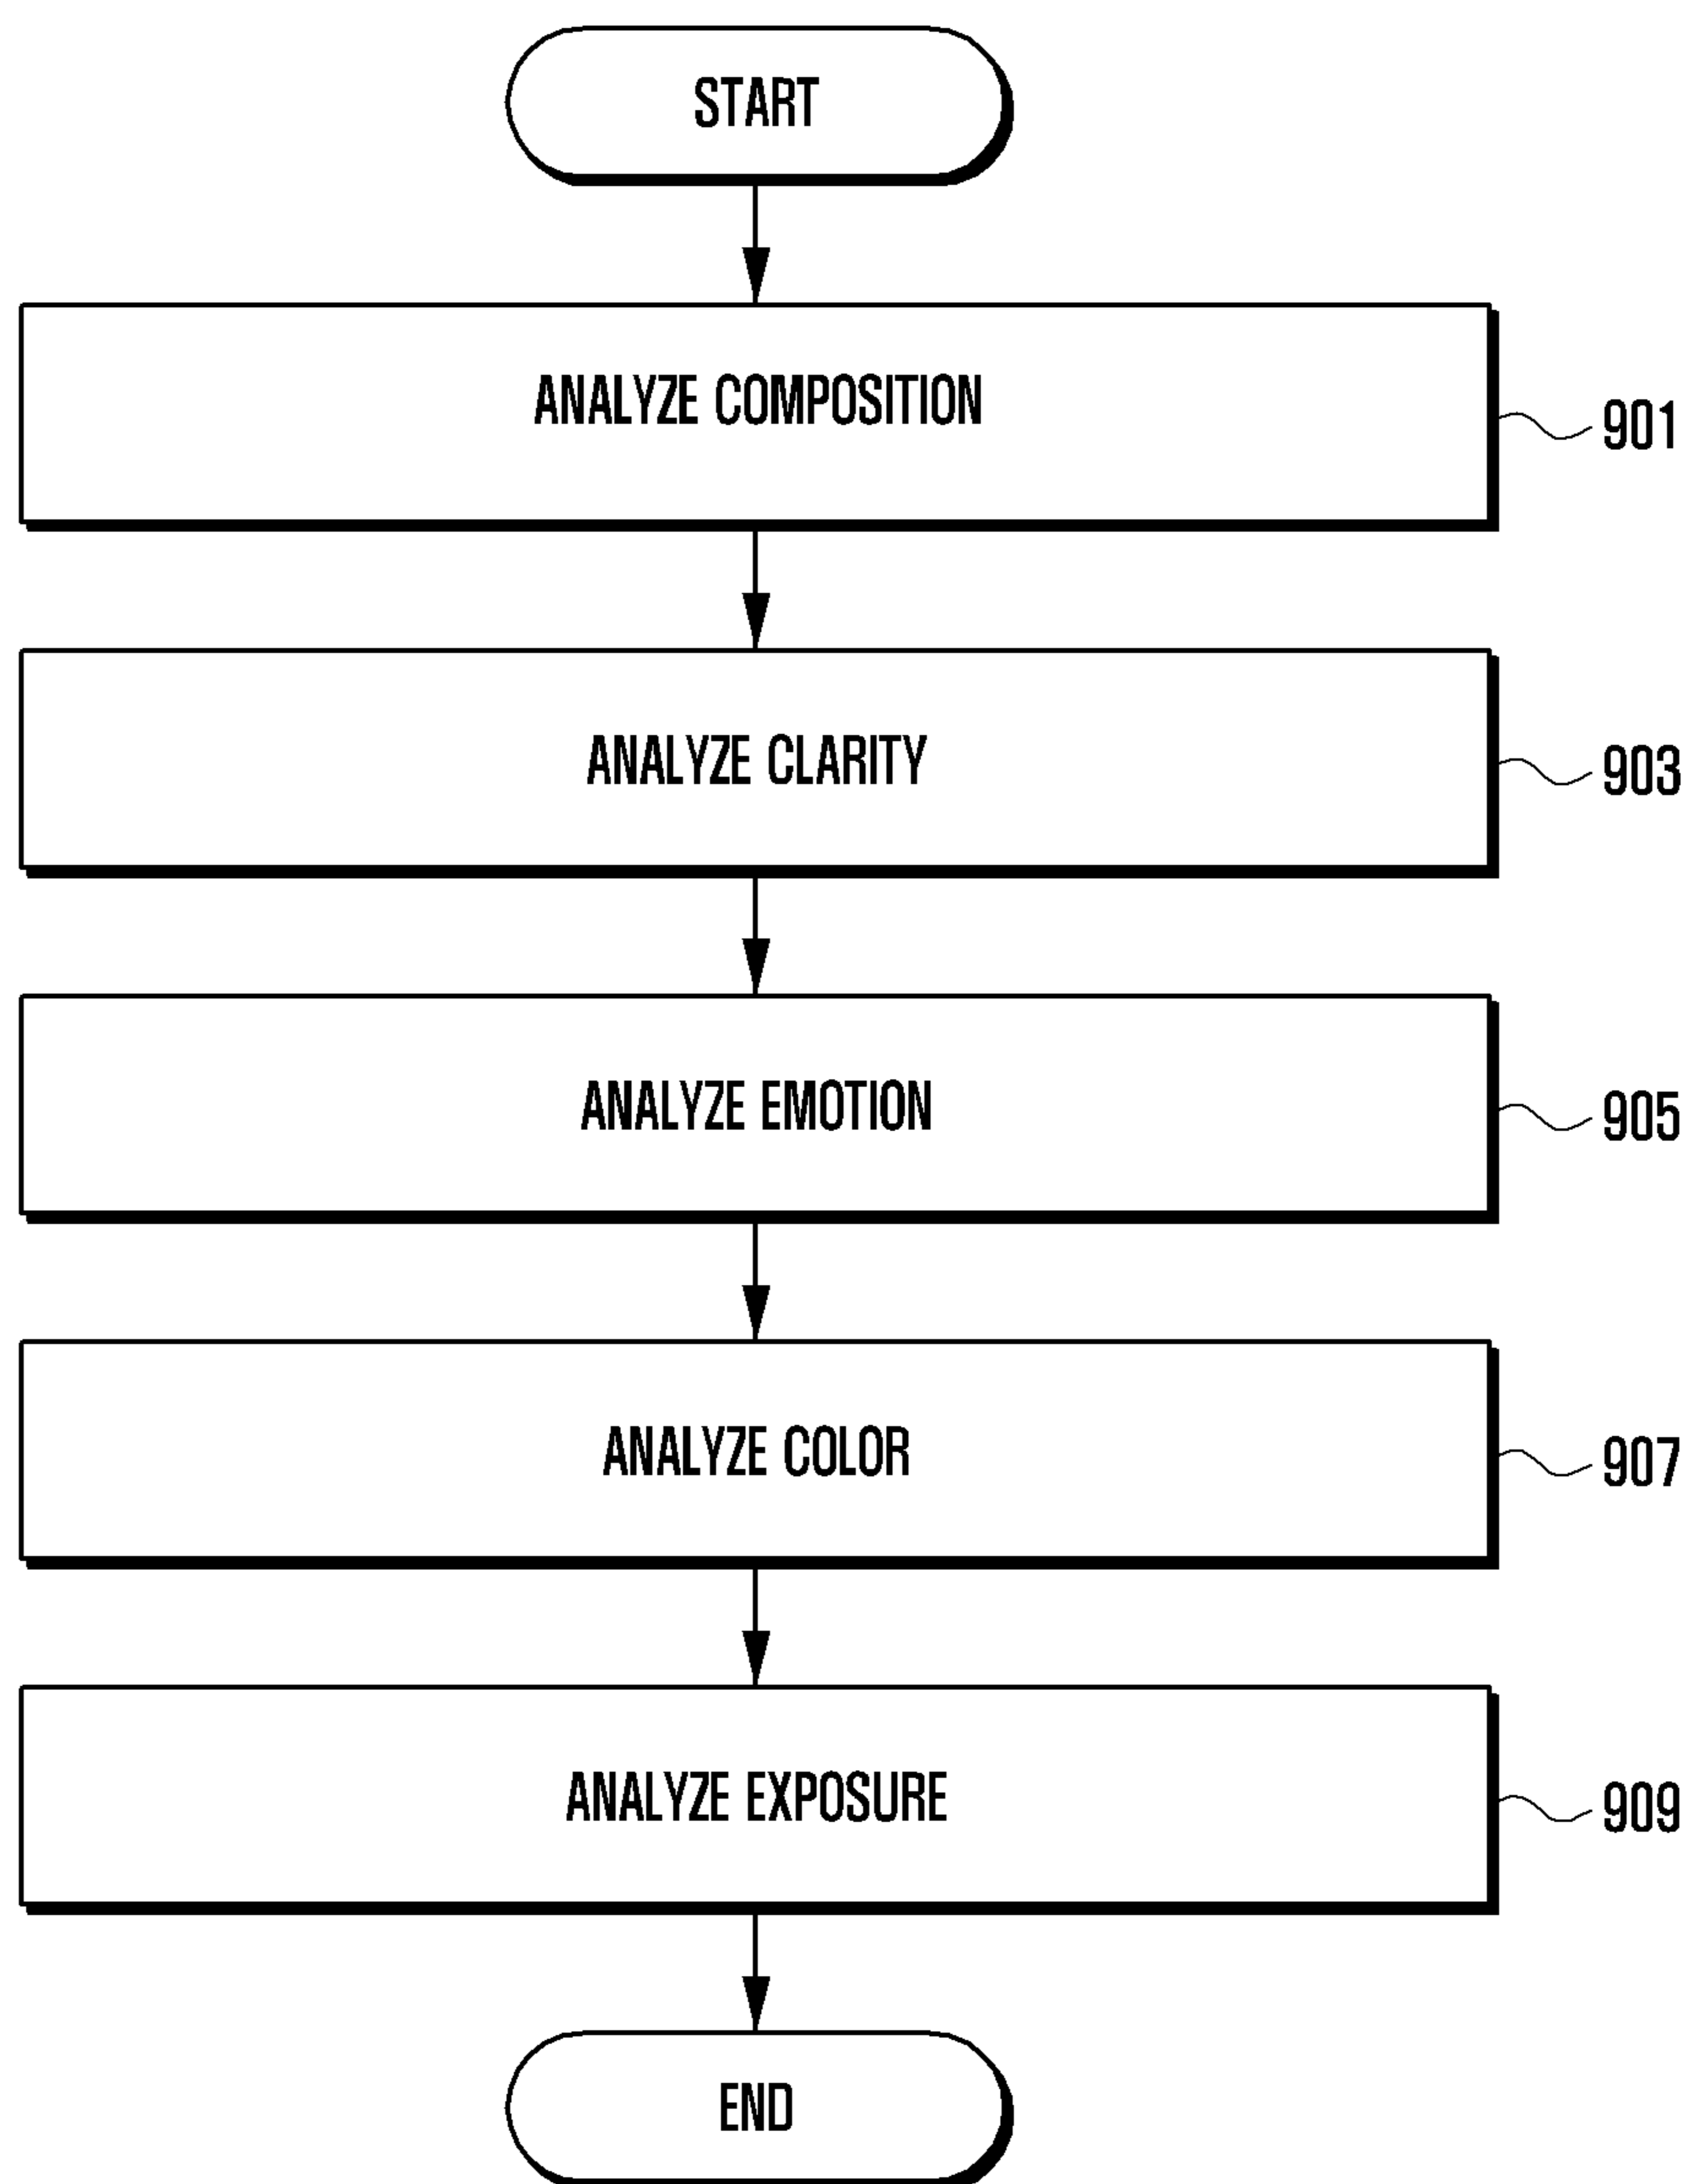 START
ANALYZE COMPOSITION
901
ANALYZE CLARITY
903
ANALYZE EMOTION
905
ANALYZE COLOR
907
ANALYZE EXPOSURE
909
END